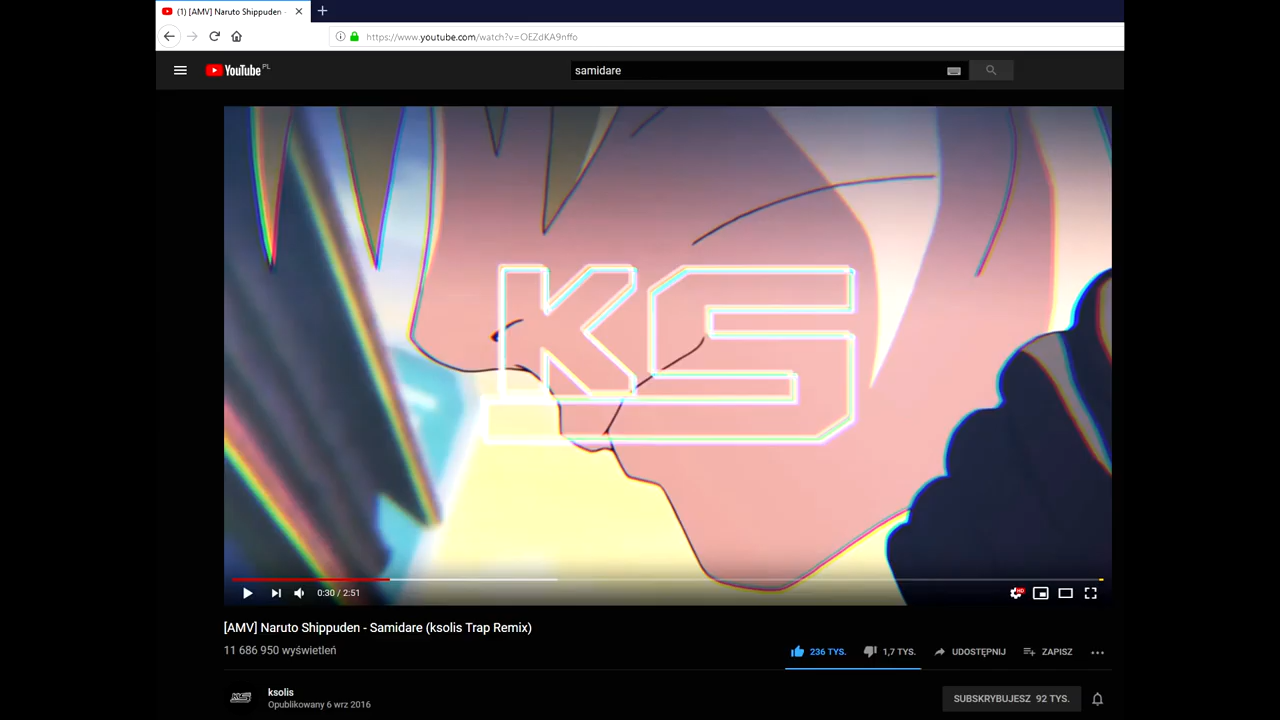 (1) [AMV] Naruto Shippuden -
https://www.youtube.com/watch?v=OEZdKA9nffo
YouTube PL
samidare
KS
0:30 / 2:51
HD
[AMV] Naruto Shippuden - Samidare (ksolis Trap Remix)
11 686 950 wyświetleń
236 TYS. 1,7 TYS. UDOSTĘPNIJ ZAPISZ
KS
ksolis
Opublikowany 6 wrz 2016
SUBSKRYBUJESZ 92 TYS.